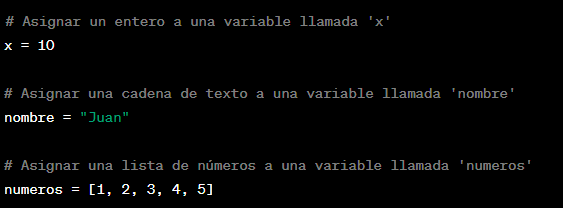 # Asignar un entero a una variable llamada 'x'
x = 10
# Asignar una cadena de texto a una variable llamada 'nombre'
nombre = "Juan"
# Asignar una lista de números a una variable llamada 'numeros'
numeros = [1, 2, 3, 4, 5]